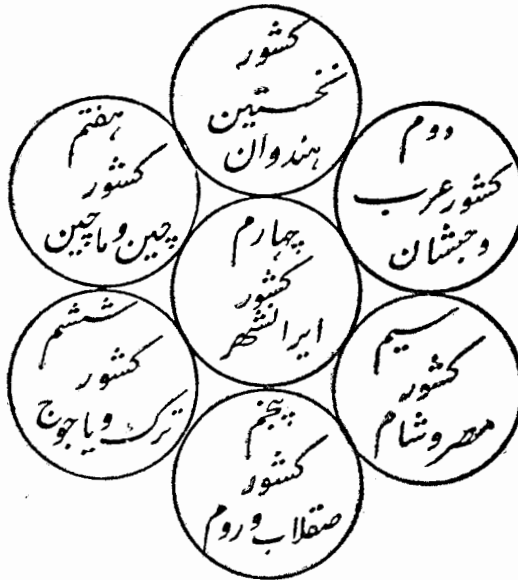 کشور
نخستین
هندوان
دوم
کشور عرب
و حبشان
سیم
کشور
مصر و شام
چهارم
کشور
ایرانشهر
پنجم
کشور
صقلاب و روم
ششم
کشور
ترک و یاجوج
هفتم
کشور
چین و ماچین